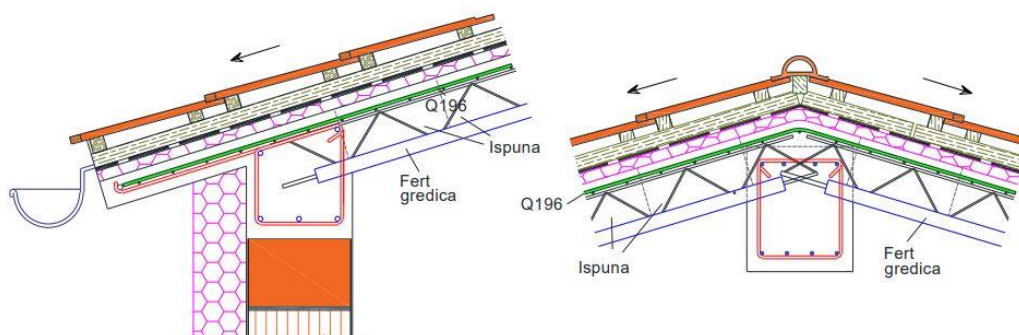 Q196
Ispuna
Fert
gredica
Q196
Ispuna
Fert
gredica